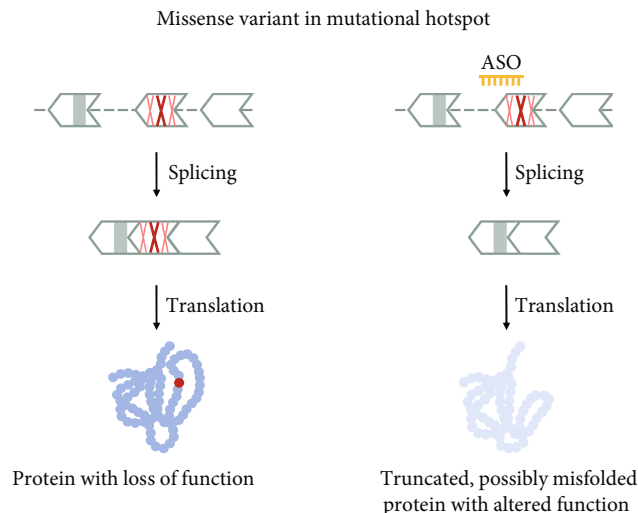 Missense variant in mutational hotspot
ASO
Splicing
Splicing
Translation
Translation
Protein with loss of function
Truncated, possibly misfolded
protein with altered function